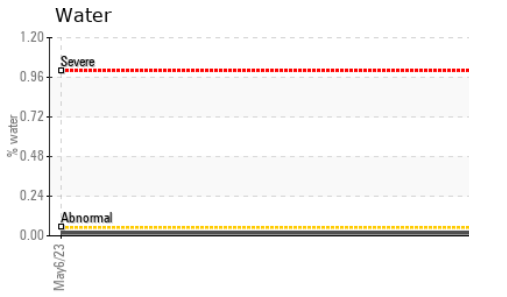 Water
1.20
Severe
0.96
0.72
% water
0.48
0.24
Abnormal
0.00
May6/23